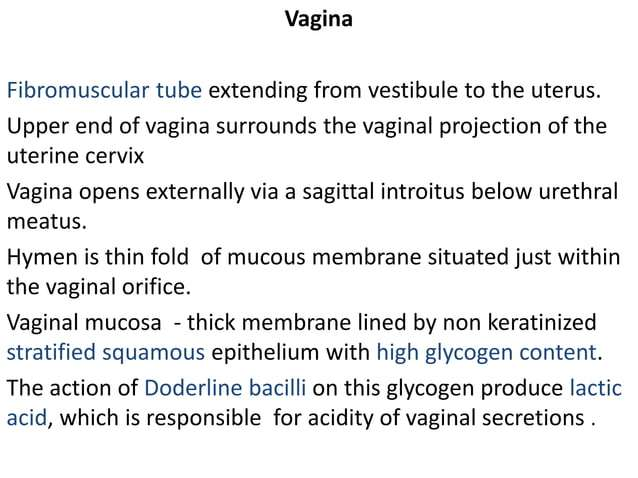 Vagina
Fibromuscular tube extending from vestibule to the uterus.
Upper end of vagina surrounds the vaginal projection of the
uterine cervix
Vagina opens externally via a sagittal introitus below urethral
meatus.
Hymen is thin fold  of mucous membrane situated just within
the vaginal orifice.
Vaginal mucosa  - thick membrane lined by non keratinized
stratified squamous epithelium with high glycogen content.
The action of Doderline bacilli on this glycogen produce lactic
acid, which is responsible  for acidity of vaginal secretions .